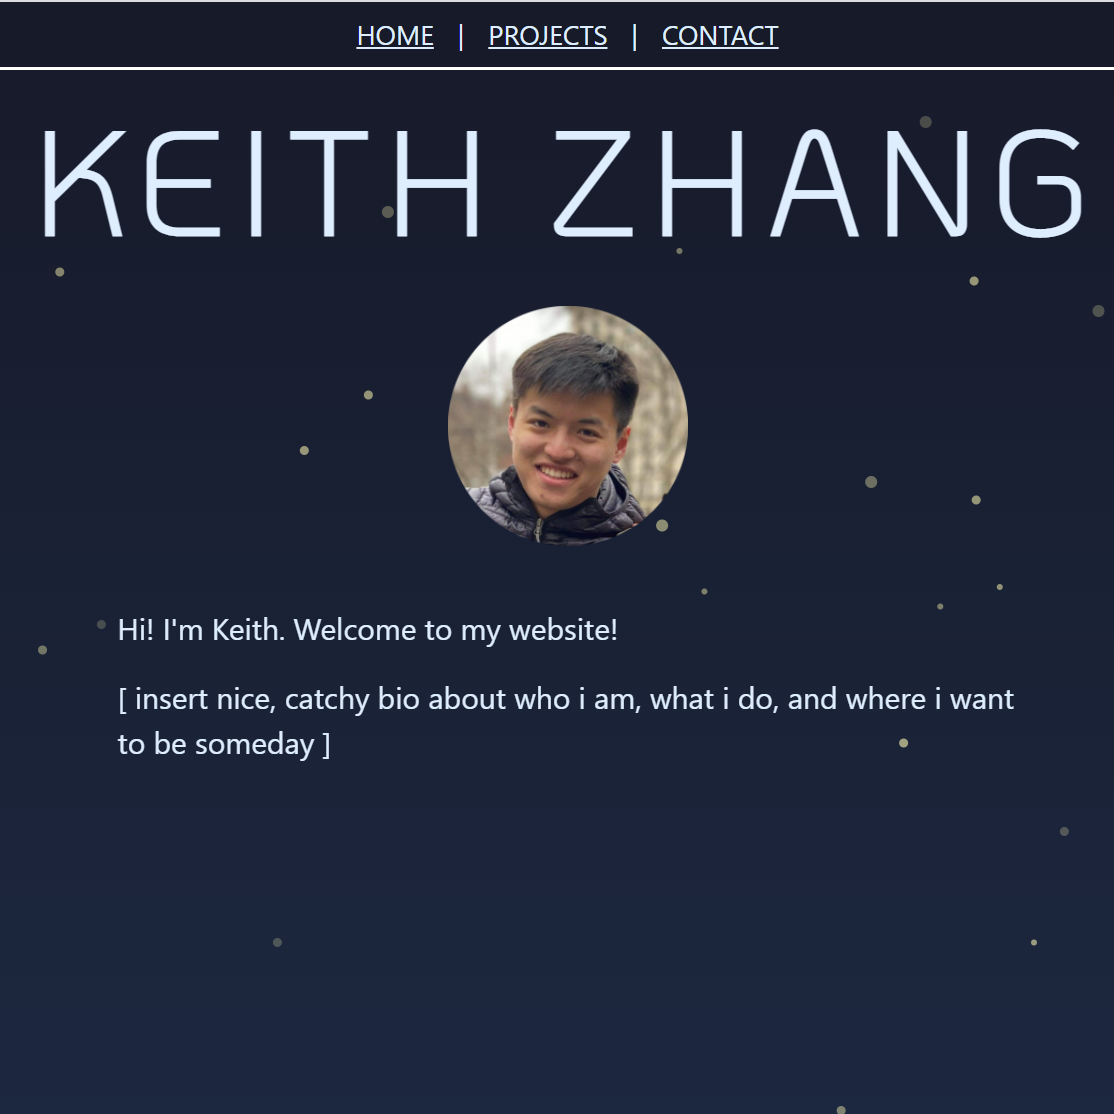 HOME | PROJECTS | CONTACT
KEITH ZHANG
Hi! I'm Keith. Welcome to my website!
[ insert nice, catchy bio about who i am, what i do, and where i want
to be someday ]